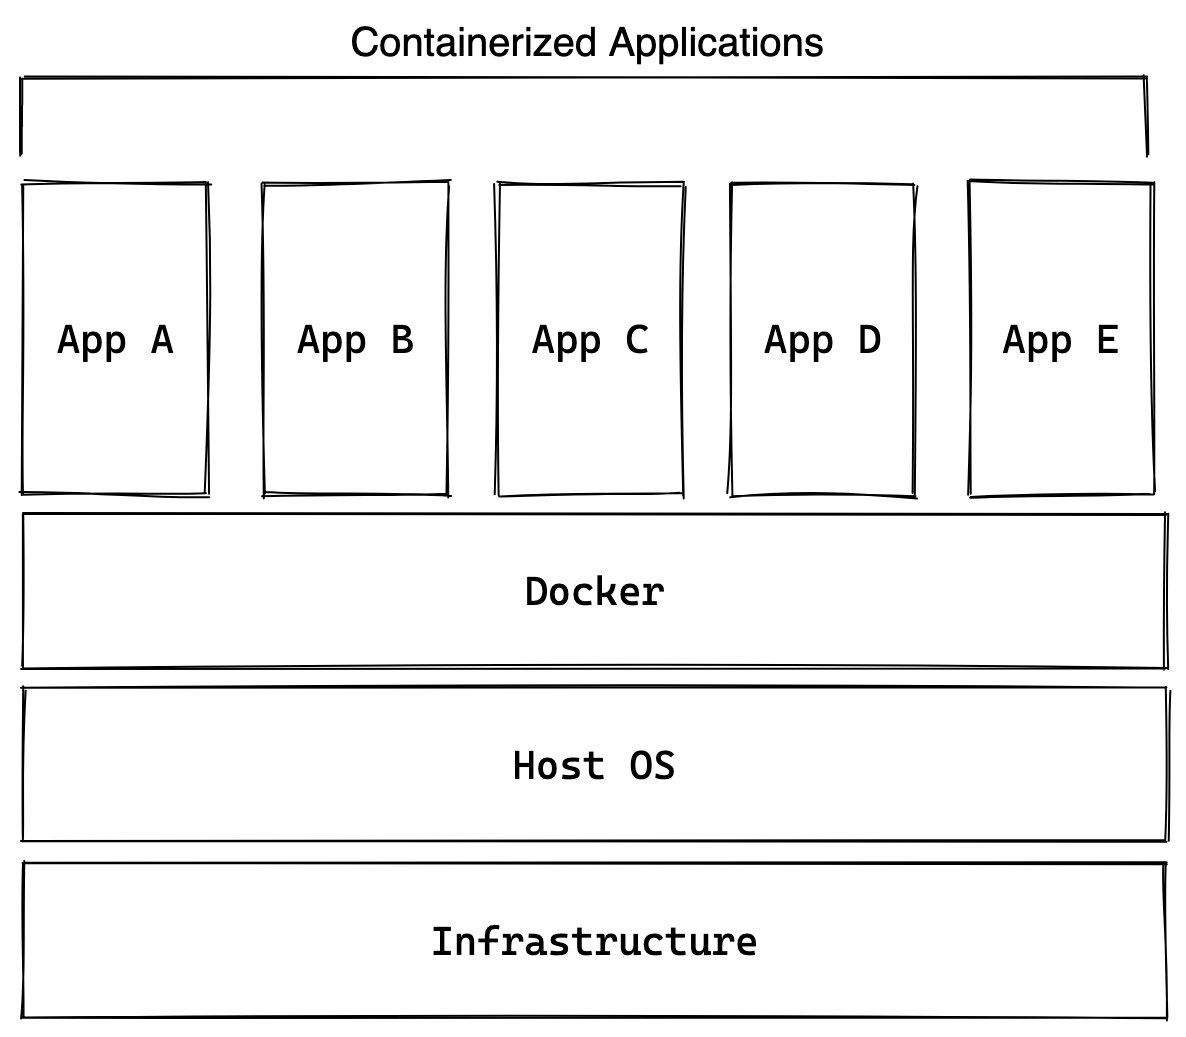 Containerized Applications
App A
App B
App C
App D
App E
Docker
Host OS
Infrastructure